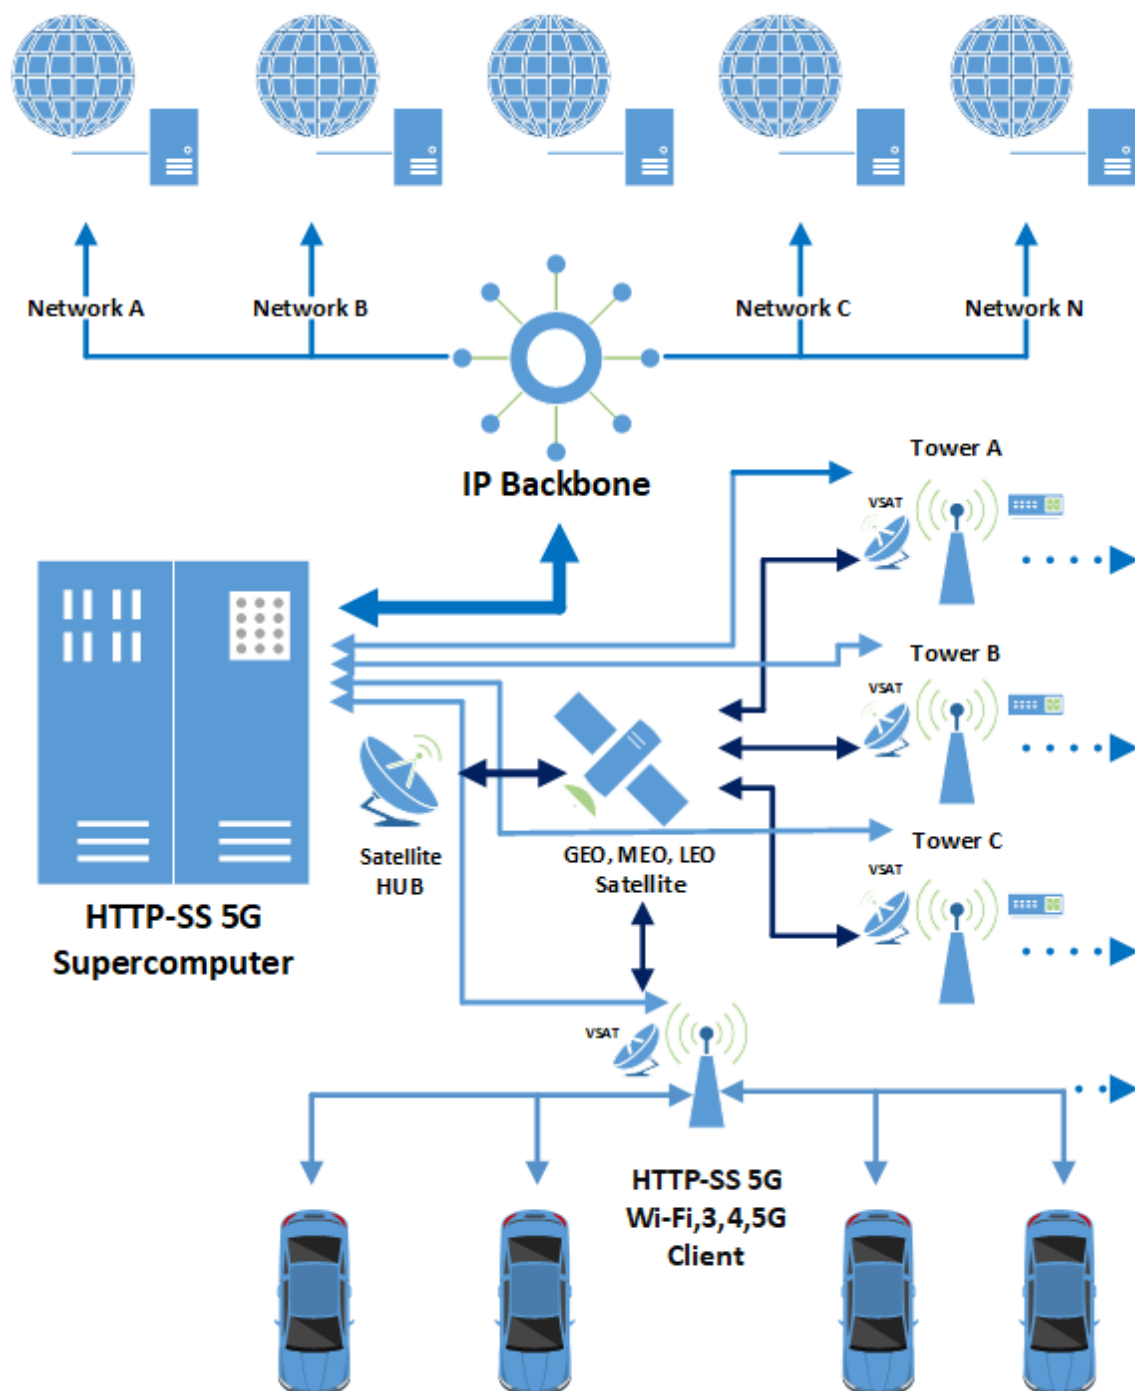 Network A
Network B
Network C
Network N
IP Backbone
Tower A
VSAT
Tower B
VSAT
Tower C
VSAT
Satellite
HUB
GEO, MEO, LEO
Satellite
HTTP-SS 5G
Supercomputer
VSAT
HTTP-SS 5G
Wi-Fi,3,4,5G
Client